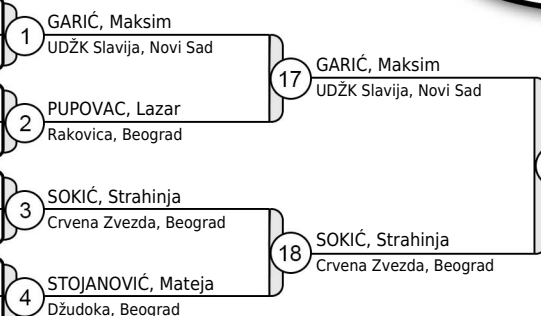 1
GARIĆ, Maksim
UDŽK Slavija, Novi Sad
17
GARIĆ, Maksim
UDŽK Slavija, Novi Sad
2
PUPOVAC, Lazar
Rakovica, Beograd
3
SOKIĆ, Strahinja
Crvena Zvezda, Beograd
18
SOKIĆ, Strahinja
Crvena Zvezda, Beograd
4
STOJANOVIĆ, Mateja
Džudoka, Beograd